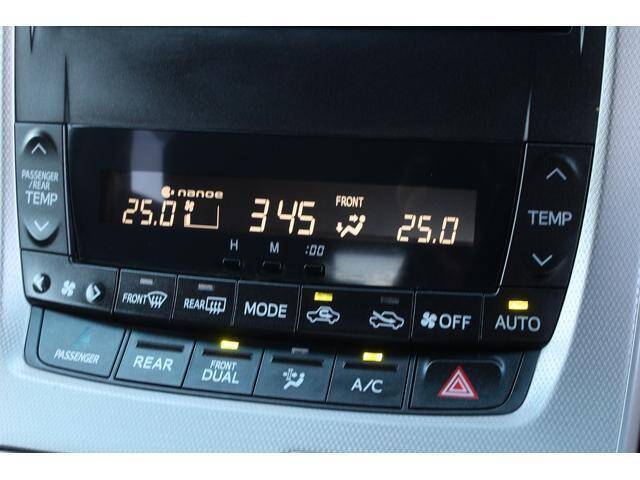 PASSENGER
/REAR
TEMP
nanoe
25.0
345
FRONT
25.0
TEMP
H M :00
FRONT
REAR
MODE
OFF
AUTO
PASSENGER
REAR
FRONT
DUAL
A/C